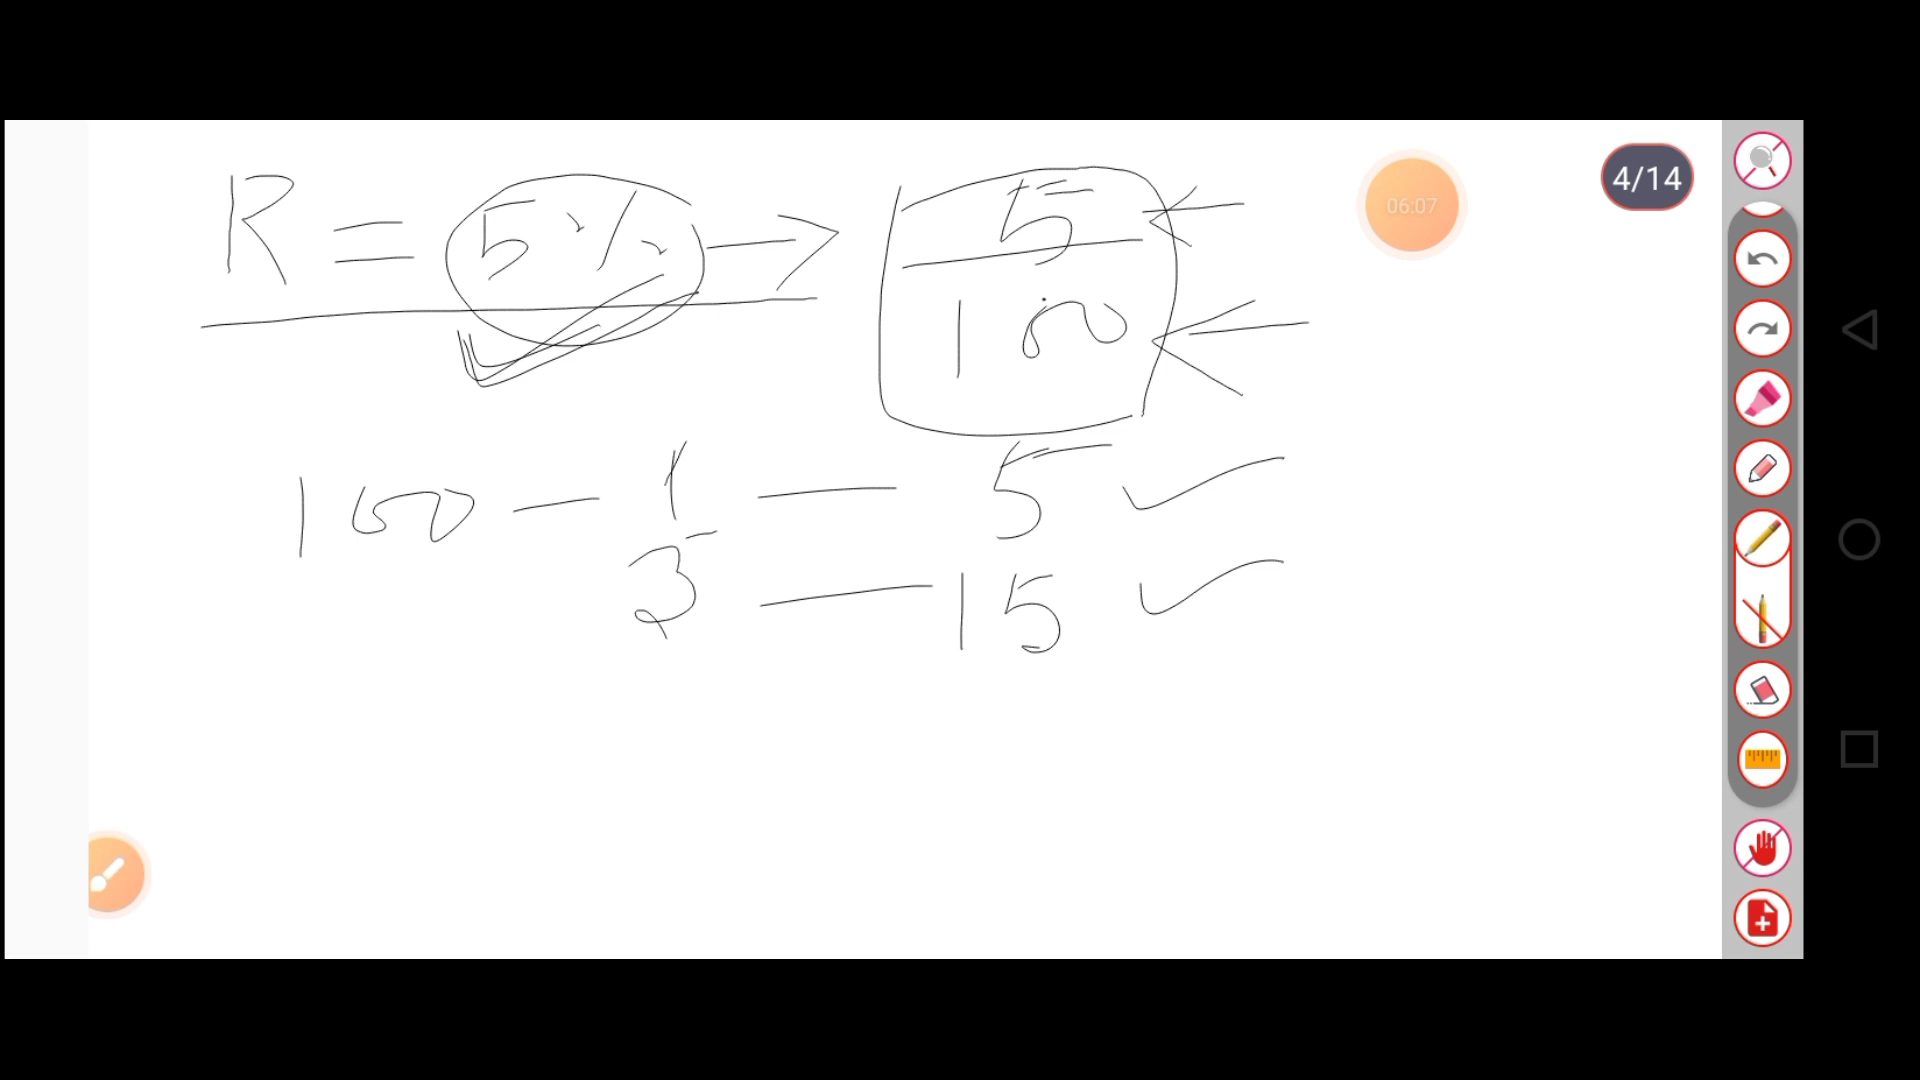 R = 5% → 5/100
100 — 1 — 5 ✓
3 — 15 ✓
06:07
4/14